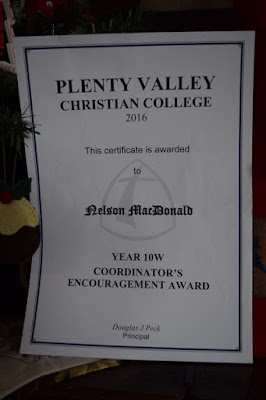 PLENTY VALLEY
CHRISTIAN COLLEGE
2016
This certificate is awarded
to
Nelson MacDonald
YEAR 10W
COORDINATOR'S
ENCOURAGEMENT AWARD
Douglas J Peck
Principal